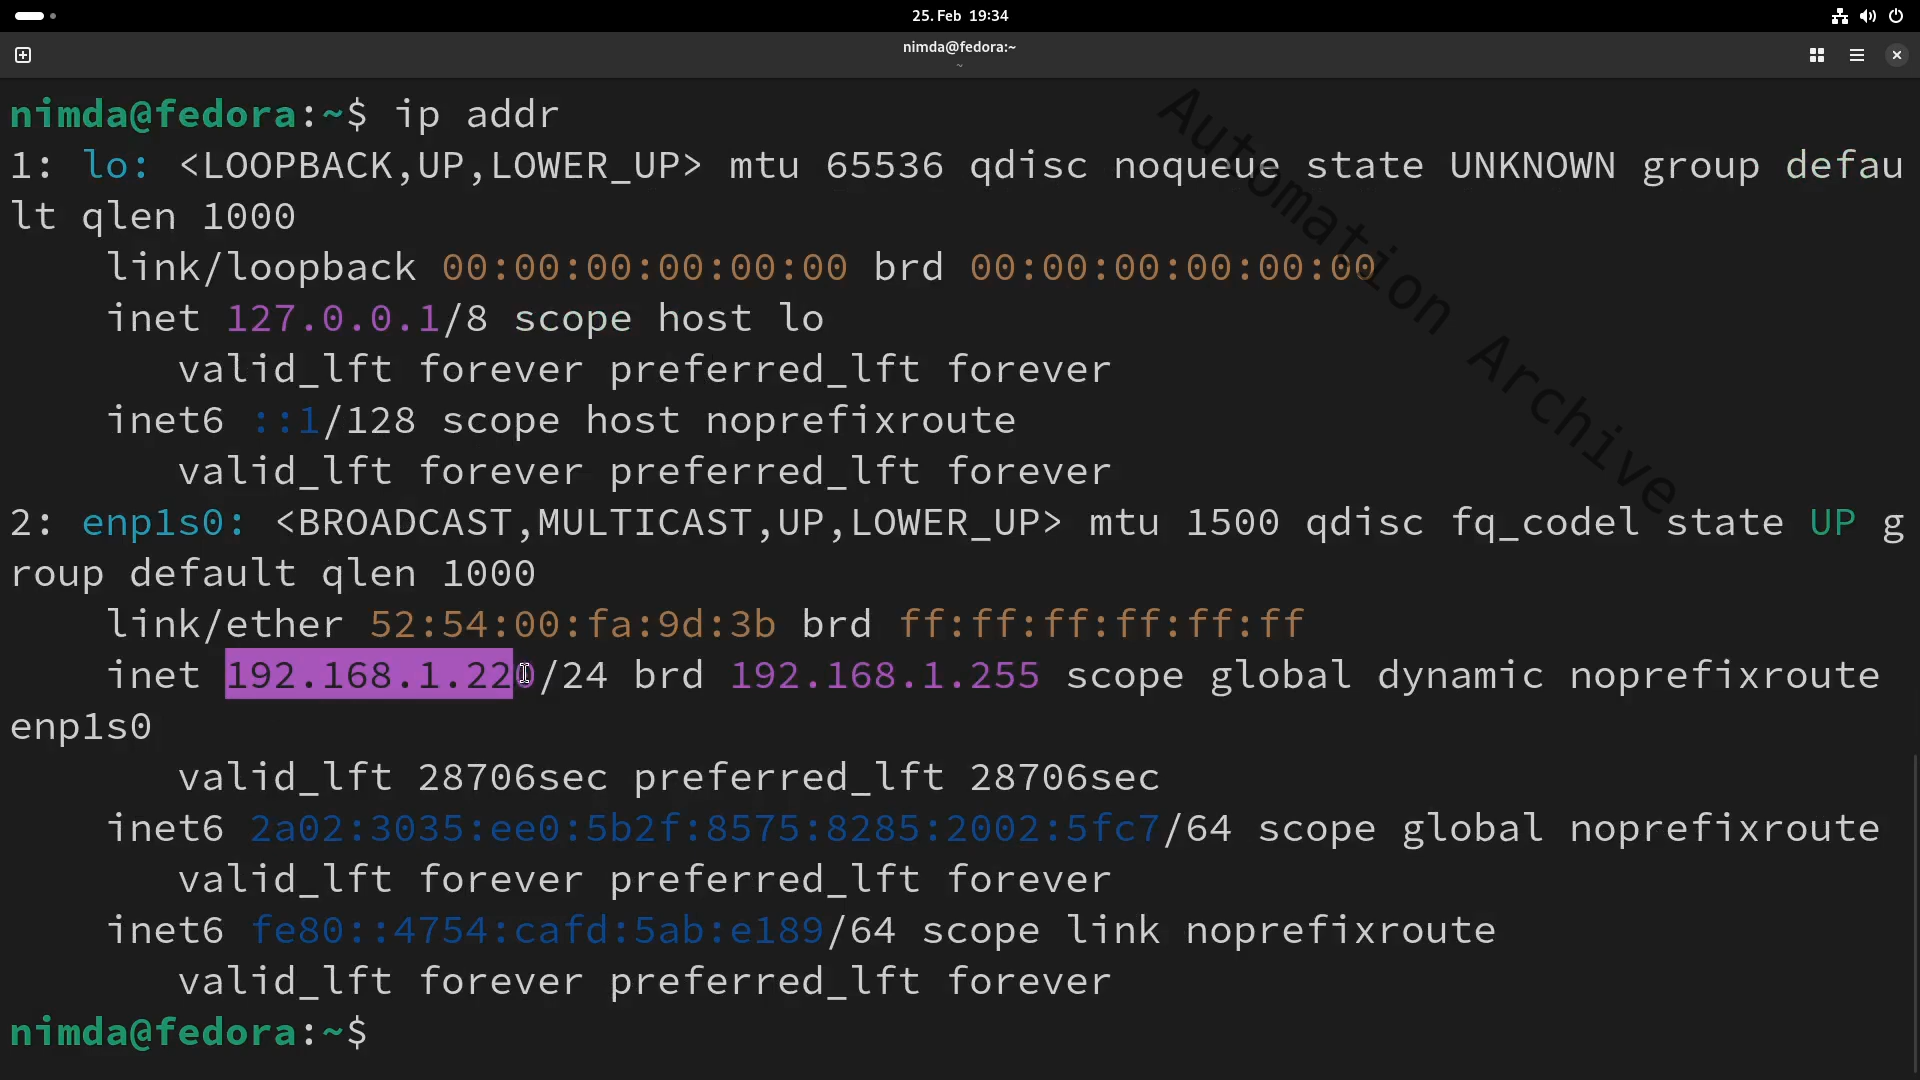 25. Feb 19:34
nimda@fedora:~
~
nimda@fedora:~$ ip addr
1: lo: <LOOPBACK,UP,LOWER_UP> mtu 65536 qdisc noqueue state UNKNOWN group defau
lt qlen 1000
link/loopback 00:00:00:00:00:00 brd 00:00:00:00:00:00
inet 127.0.0.1/8 scope host lo
valid_lft forever preferred_lft forever
inet6 ::1/128 scope host noprefixroute
valid_lft forever preferred_lft forever
2: enp1s0: <BROADCAST,MULTICAST,UP,LOWER_UP> mtu 1500 qdisc fq_codel state UP g
roup default qlen 1000
link/ether 52:54:00:fa:9d:3b brd ff:ff:ff:ff:ff:ff
inet 192.168.1.220/24 brd 192.168.1.255 scope global dynamic noprefixroute
enp1s0
valid_lft 28706sec preferred_lft 28706sec
inet6 2a02:3035:ee0:5b2f:8575:8285:2002:5fc7/64 scope global noprefixroute
valid_lft forever preferred_lft forever
inet6 fe80::4754:cafd:5ab:e189/64 scope link noprefixroute
valid_lft forever preferred_lft forever
nimda@fedora:~$
Automation Archive